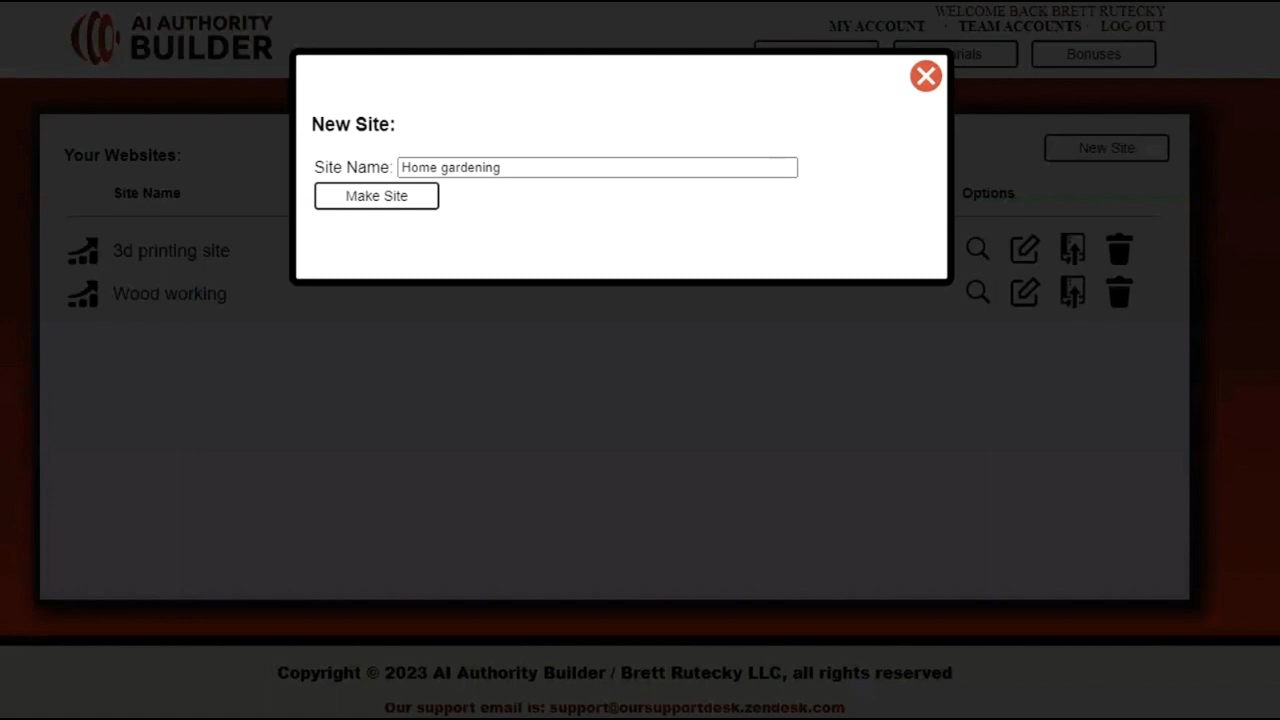 AI AUTHORITY
BUILDER
WELCOME BACK BRETT RUTECKY
MY ACCOUNT · TEAM ACCOUNTS · LOG OUT
Bonuses
New Site:
Site Name: Home gardening
Make Site
Your Websites:
New Site
Site Name
Options
3d printing site
Wood working
Copyright © 2023 AI Authority Builder / Brett Rutecky LLC, all rights reserved
Our support email is: support@oursupportdesk.zendesk.com